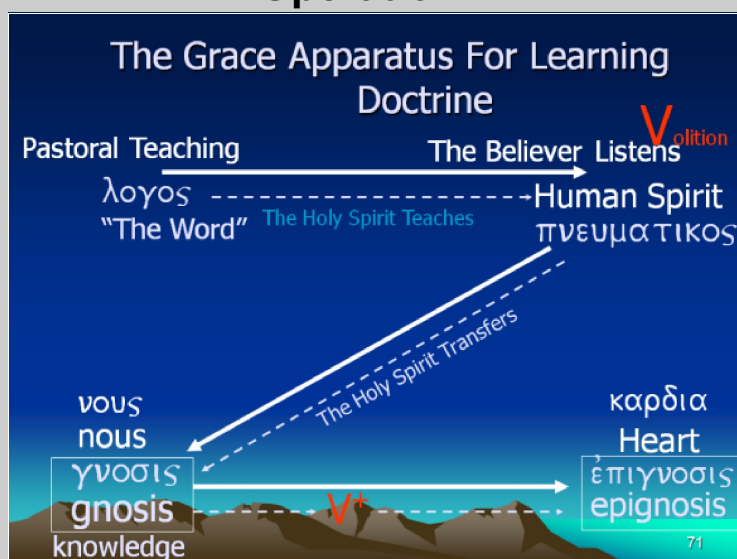 The Grace Apparatus For Learning
Doctrine
Volition
Pastoral Teaching
The Believer Listens
λογος
Human Spirit
The Holy Spirit Teaches
"The Word"
πνευματικος
The Holy Spirit Transfers
νους
καρδια
nous
Heart
γνοσις
ἐπιγνοσις
gnosis
V+
epignosis
knowledge
71